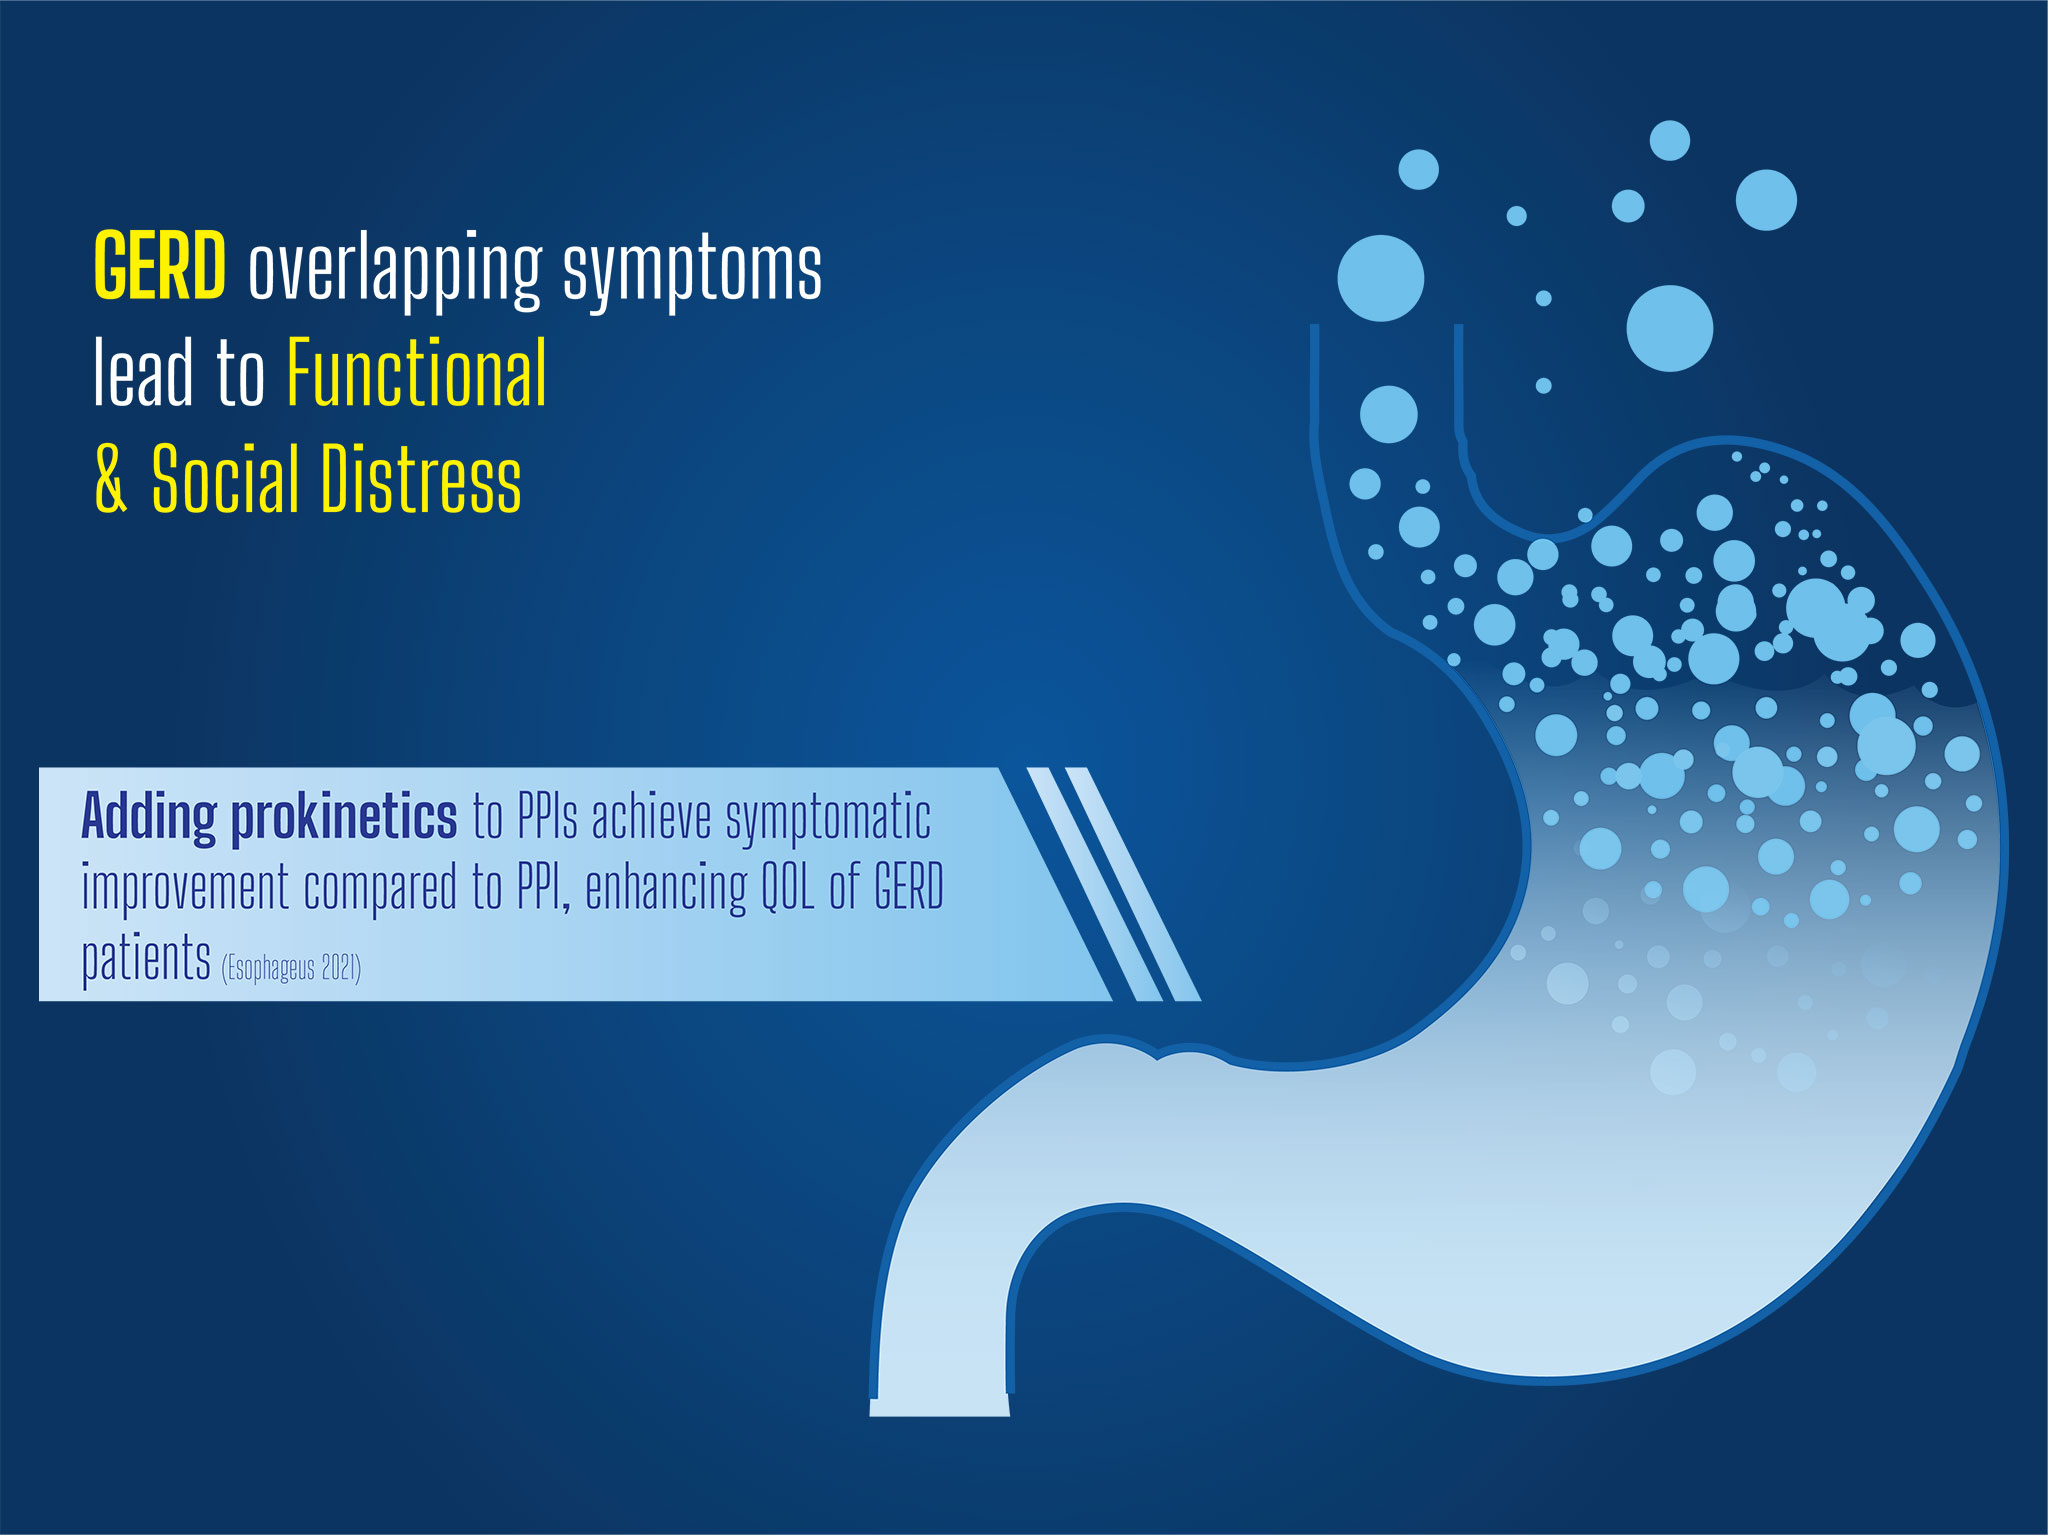 GERD overlapping symptoms
lead to Functional
& Social Distress
Adding prokinetics to PPIs achieve symptomatic
improvement compared to PPI, enhancing QOL of GERD
patients (Esophageus 2021)